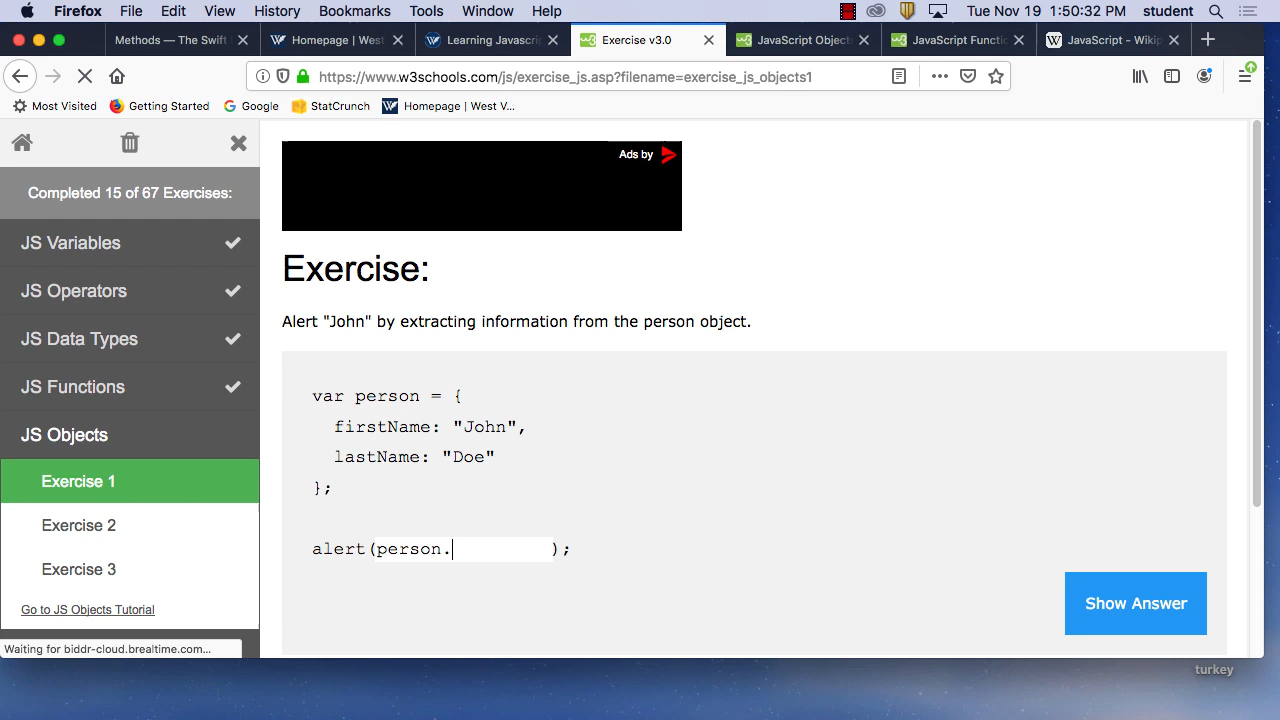 Firefox File Edit View History Bookmarks Tools Window Help Tue Nov 19 1:50:32 PM student
Methods — The Swift Homepage | West Learning Javascrip Exercise v3.0 JavaScript Objects JavaScript Functio JavaScript - Wikip
https://www.w3schools.com/js/exercise_js.asp?filename=exercise_js_objects1
Most Visited Getting Started Google StatCrunch Homepage | West V...
Ads by
Completed 15 of 67 Exercises:
JS Variables
JS Operators
JS Data Types
JS Functions
JS Objects
Exercise 1
Exercise 2
Exercise 3
Go to JS Objects Tutorial
Waiting for biddr-cloud.brealtime.com...
Exercise:
Alert "John" by extracting information from the person object.
var person = {
firstName: "John",
lastName: "Doe"
};
alert(person. );
Show Answer
turkey